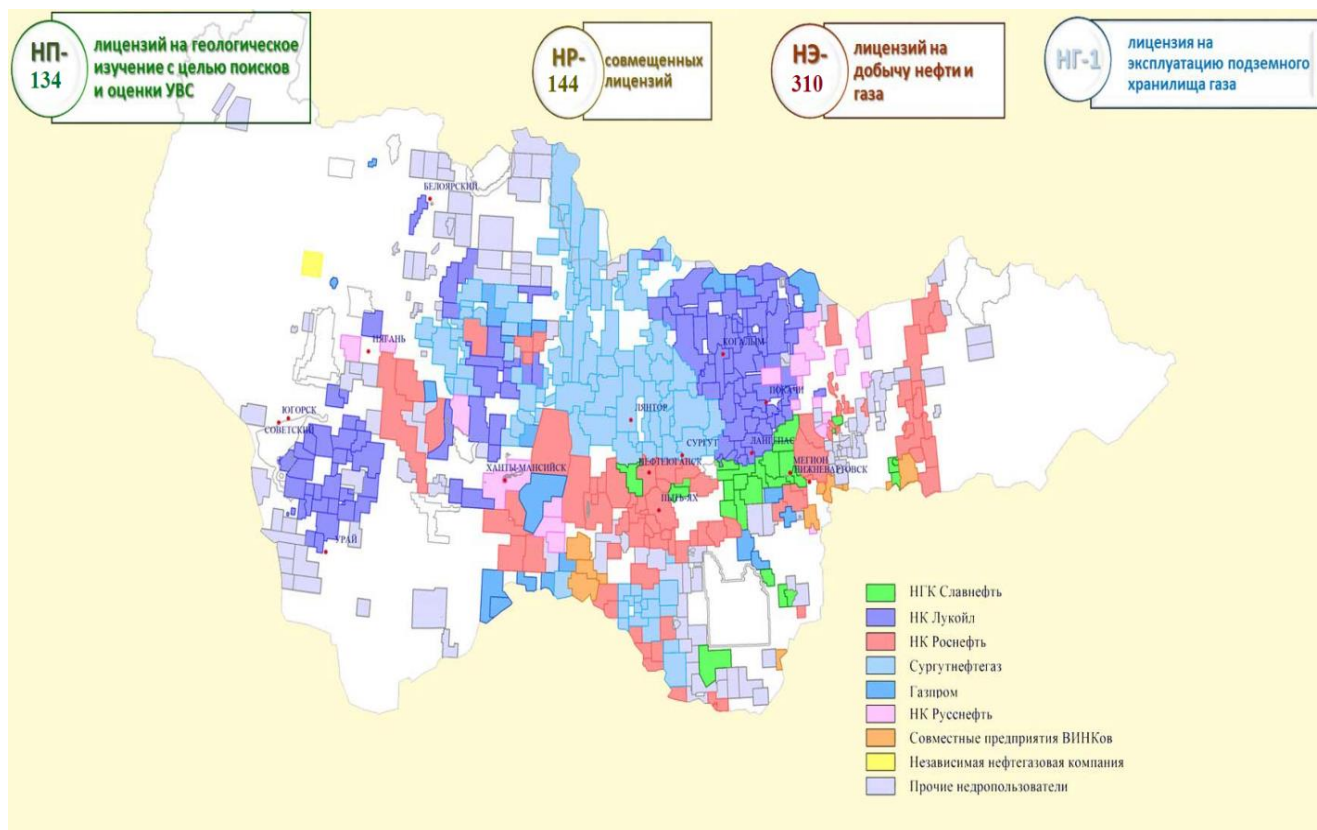 НП-
134
лицензий на геологическое
изучение с целью поисков
и оценки УВС
НР-
144
совмещенных
лицензий
НЭ-
310
лицензий на
добычу нефти и
газа
НГ-1
лицензия на
эксплуатацию подземного
хранилища газа
БЕЛОЯРСКИЙ
НЯГАНЬ
КОГАЛЫМ
ПОКАЧИ
ЮГОРСК
СОВЕТСКИЙ
ЛЯНТОР
СУРГУТ
ЛАНГЕПАС
НЕФТЕЮГАНСК
МЕГИОН
НИЖНЕВАРТОВСК
ХАНТЫ-МАНСИЙСК
ПЫТЬ-ЯХ
УРАЙ
НГК Славнефть
НК Лукойл
НК Роснефть
Сургутнефтегаз
Газпром
НК Русснефть
Совместные предприятия ВИНКов
Независимая нефтегазовая компания
Прочие недропользователи